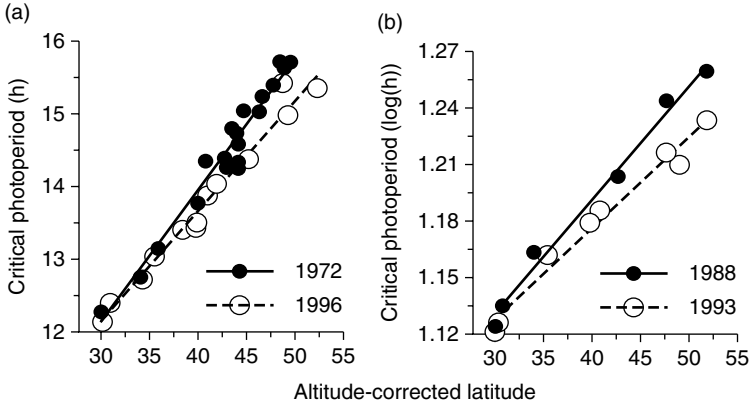 (a)
Critical photoperiod (h)
16
15
14
13
12
30 35 40 45 50 55
1972
1996
(b)
Critical photoperiod (log(h))
1.27
1.24
1.21
1.18
1.15
1.12
30 35 40 45 50 55
1988
1993
Altitude-corrected latitude